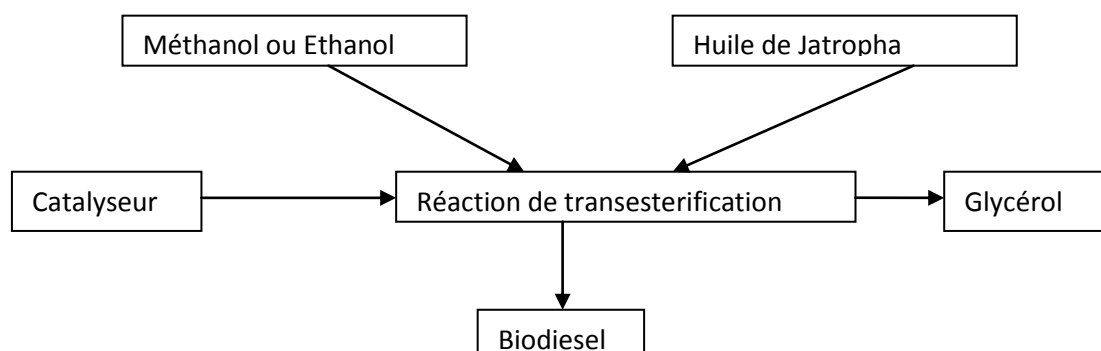 Méthanol ou Ethanol
Huile de Jatropha
Catalyseur
Réaction de transesterification
Glycérol
Biodiesel